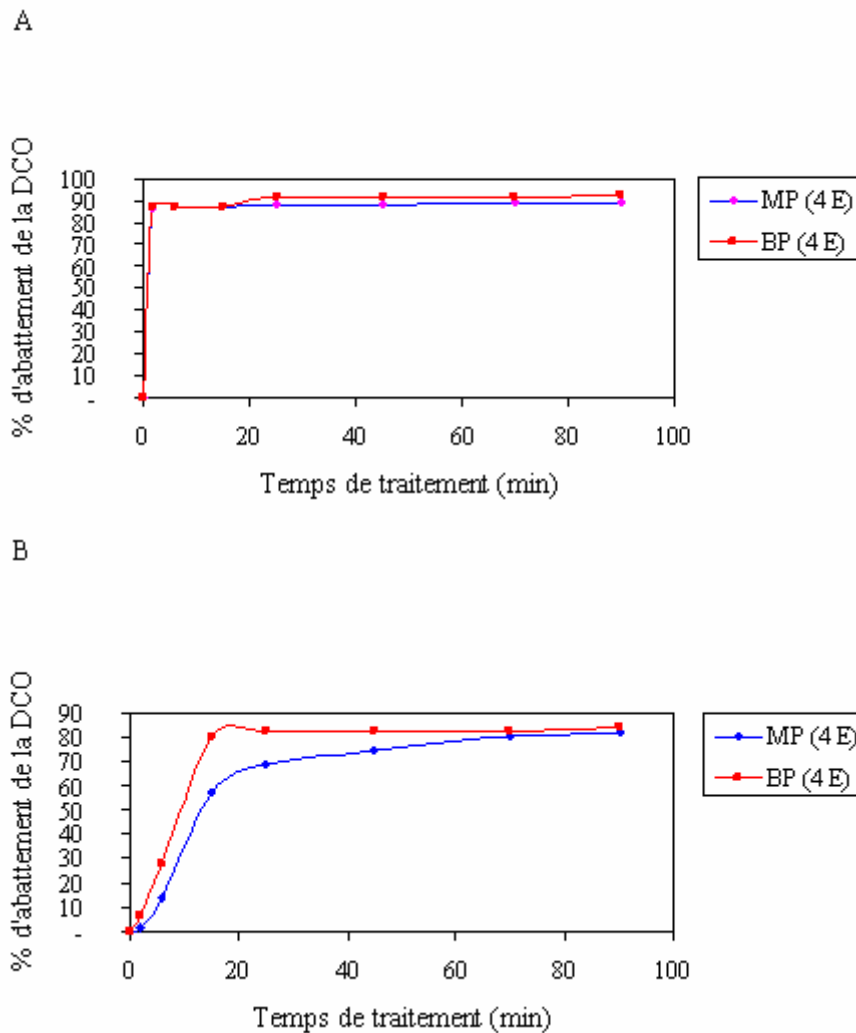 A
% d'abattement de la DCO
100
90
80
70
60
50
40
30
20
10
-
0 20 40 60 80 100
Temps de traitement (min)
MP (4 E)
BP (4 E)
B
% d'abattement de la DCO
90
80
70
60
50
40
30
20
10
-
0 20 40 60 80 100
Temps de traitement (min)
MP (4 E)
BP (4 E)